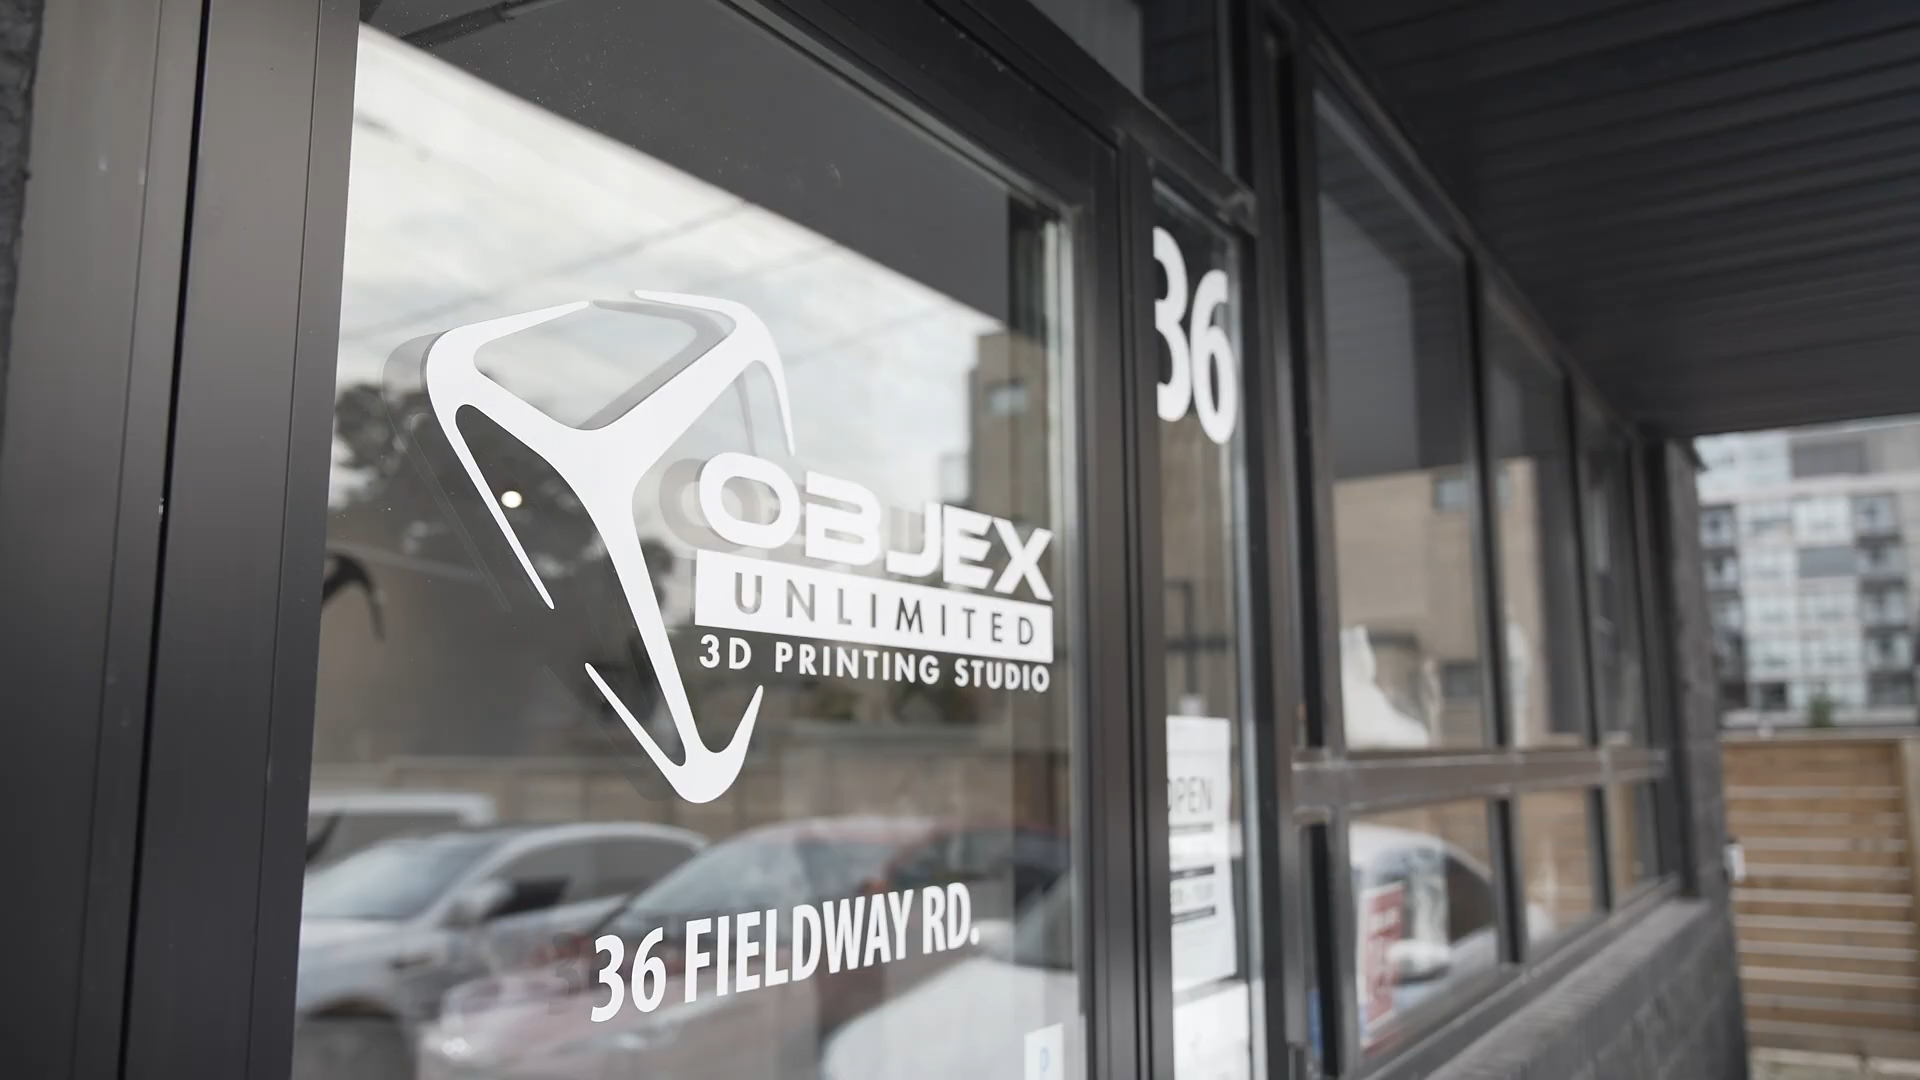 OBJEX
UNLIMITED
3D PRINTING STUDIO
36 FIELDWAY RD.
36
OPEN